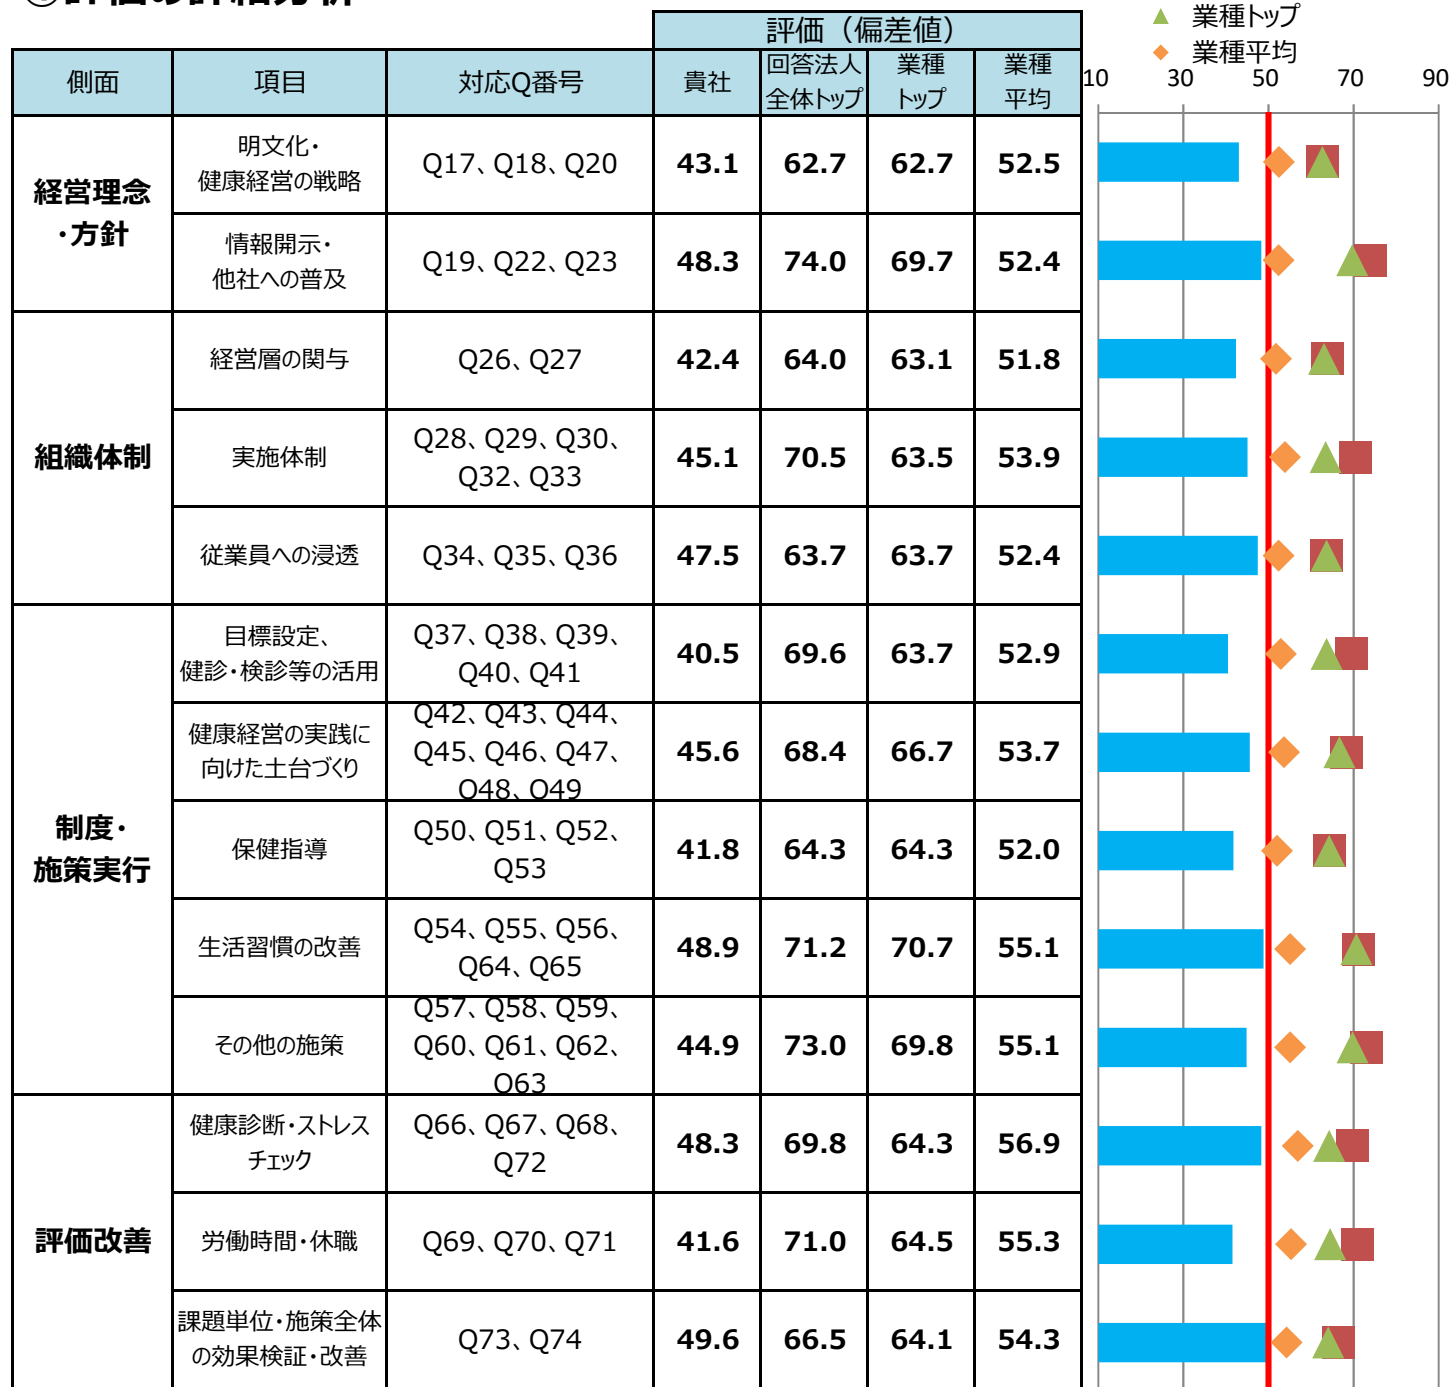 ①評価の詳細分析
▲ 業種トップ
◆ 業種平均
評価（偏差値）
側面 項目 対応Q番号 貴社 回答法人全体トップ 業種トップ 業種平均
10 30 50 70 90
経営理念・方針
明文化・健康経営の戦略 Q17、Q18、Q20 43.1 62.7 62.7 52.5
情報開示・他社への普及 Q19、Q22、Q23 48.3 74.0 69.7 52.4
組織体制
経営層の関与 Q26、Q27 42.4 64.0 63.1 51.8
実施体制 Q28、Q29、Q30、Q32、Q33 45.1 70.5 63.5 53.9
従業員への浸透 Q34、Q35、Q36 47.5 63.7 63.7 52.4
制度・施策実行
目標設定、健診・検診等の活用 Q37、Q38、Q39、Q40、Q41 40.5 69.6 63.7 52.9
健康経営の実践に向けた土台づくり Q42、Q43、Q44、Q45、Q46、Q47、Q48、Q49 45.6 68.4 66.7 53.7
保健指導 Q50、Q51、Q52、Q53 41.8 64.3 64.3 52.0
生活習慣の改善 Q54、Q55、Q56、Q64、Q65 48.9 71.2 70.7 55.1
その他の施策 Q57、Q58、Q59、Q60、Q61、Q62、Q63 44.9 73.0 69.8 55.1
評価改善
健康診断・ストレスチェック Q66、Q67、Q68、Q72 48.3 69.8 64.3 56.9
労働時間・休職 Q69、Q70、Q71 41.6 71.0 64.5 55.3
課題単位・施策全体の効果検証・改善 Q73、Q74 49.6 66.5 64.1 54.3